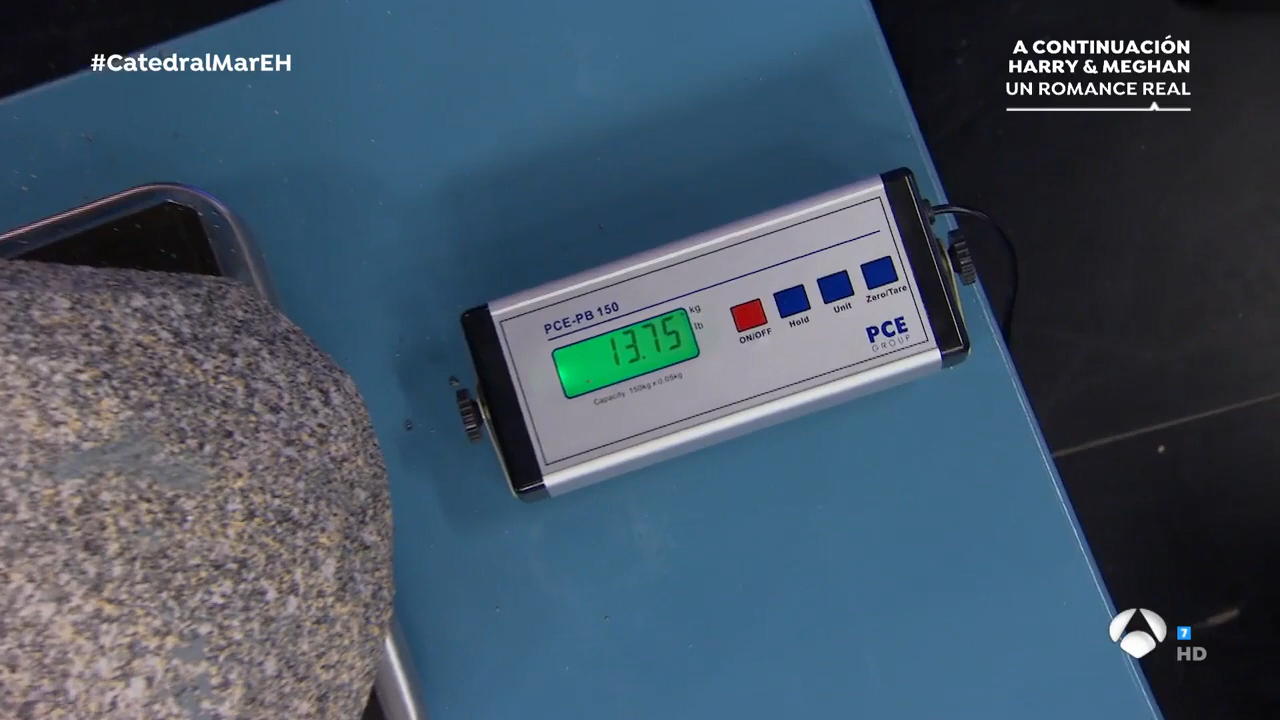 #CatedralMarEH
A CONTINUACIÓN
HARRY & MEGHAN
UN ROMANCE REAL
PCE-PB 150
13.75
kg
lb
Capacity 150kg x 0.05kg
ON/OFF
Hold
Unit
Zero/Tare
PCE
GROUP
7
HD